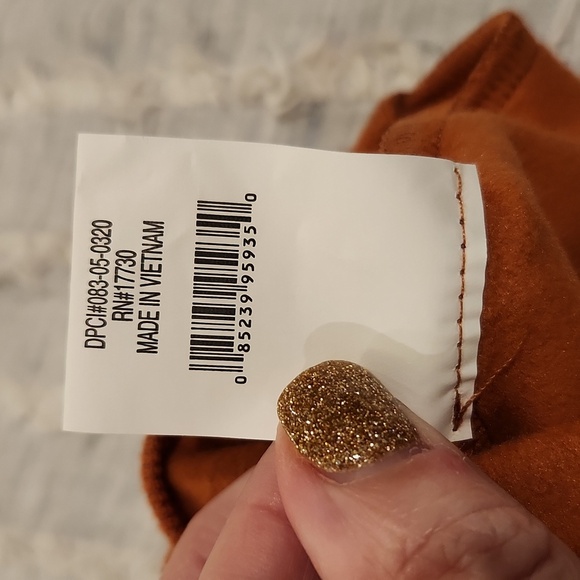 DPCI#083-05-0320
RN#17730
MADE IN VIETNAM
0 85239 95935 0